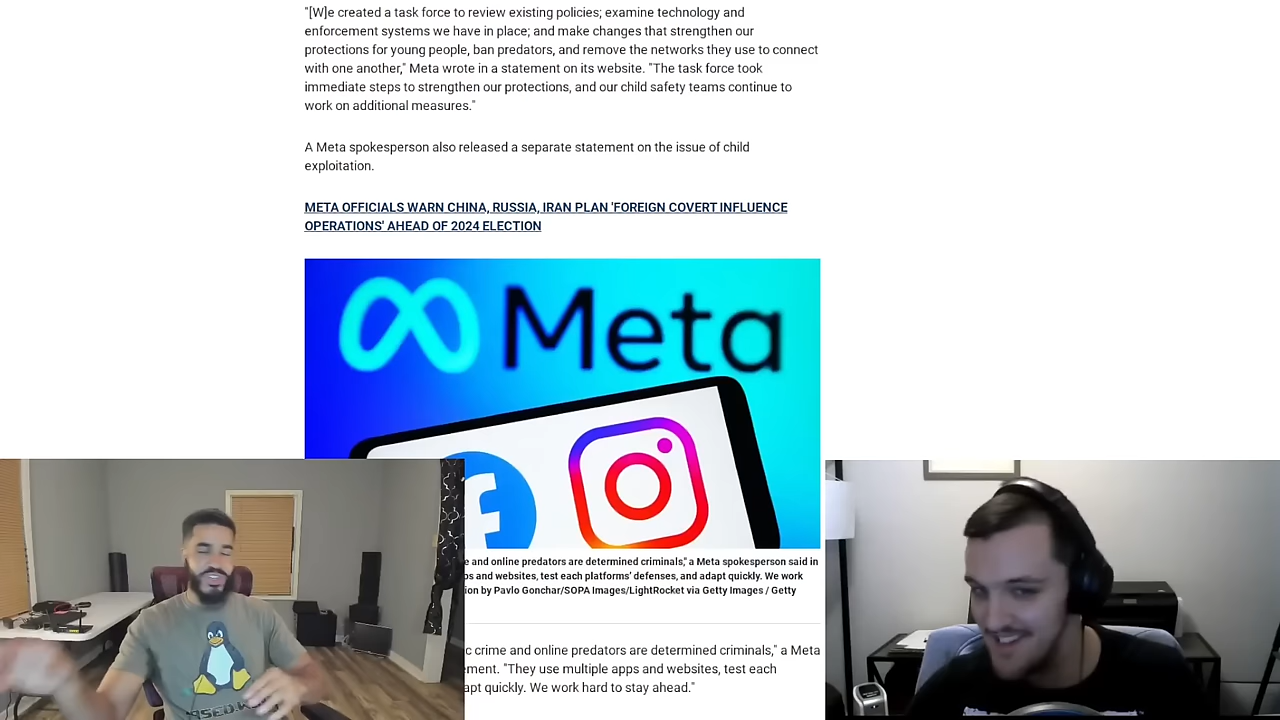 "[W]e created a task force to review existing policies; examine technology and
enforcement systems we have in place; and make changes that strengthen our
protections for young people, ban predators, and remove the networks they use to connect
with one another," Meta wrote in a statement on its website. "The task force took
immediate steps to strengthen our protections, and our child safety teams continue to
work on additional measures."
A Meta spokesperson also released a separate statement on the issue of child
exploitation.
META OFFICIALS WARN CHINA, RUSSIA, IRAN PLAN 'FOREIGN COVERT INFLUENCE
OPERATIONS' AHEAD OF 2024 ELECTION
Meta
and online predators are determined criminals," a Meta spokesperson said in
and websites, test each platforms' defenses, and adapt quickly. We work
by Pavlo Gonchar/SOPA Images/LightRocket via Getty Images / Getty
crime and online predators are determined criminals," a Meta
"They use multiple apps and websites, test each
quickly. We work hard to stay ahead."